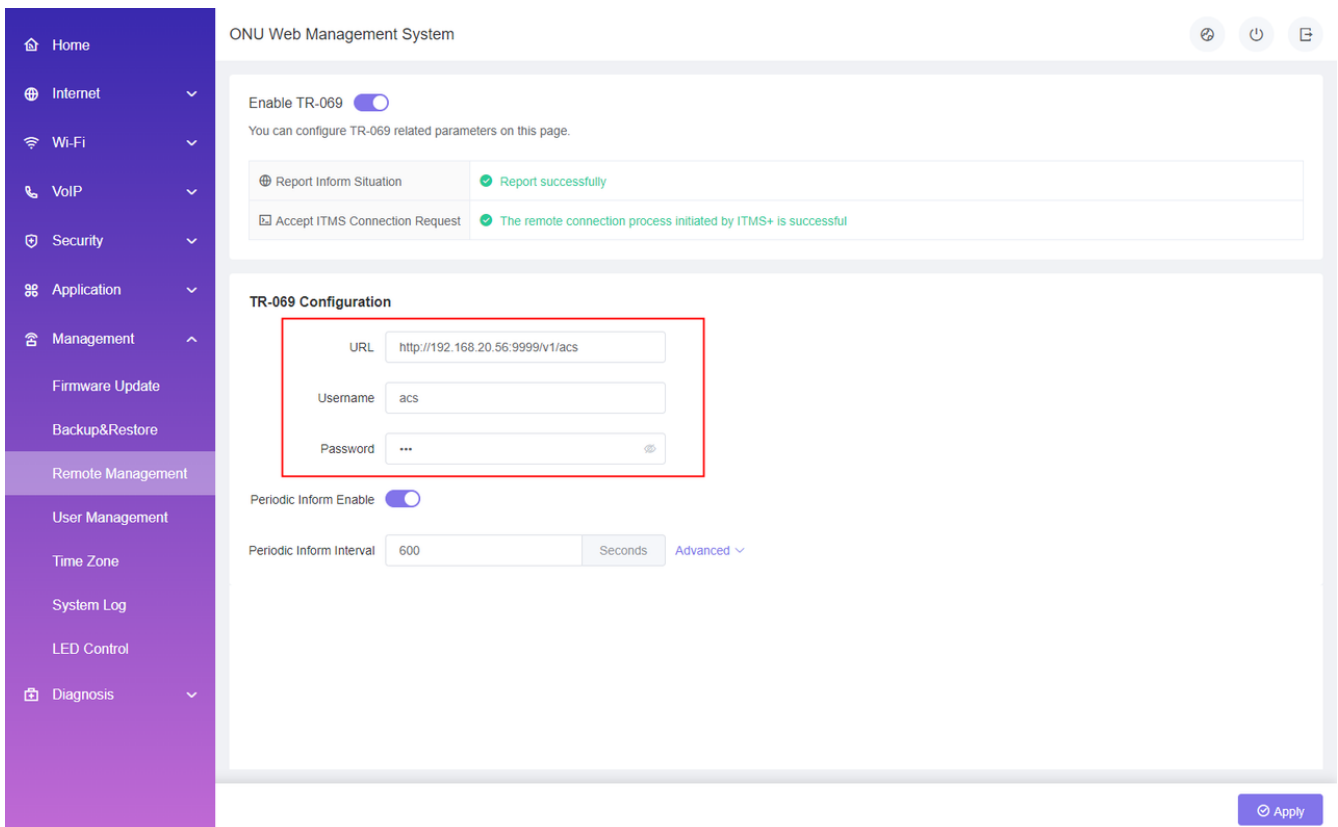 Home
Internet
Wi-Fi
VoIP
Security
Application
Management
Firmware Update
Backup&Restore
Remote Management
User Management
Time Zone
System Log
LED Control
Diagnosis
ONU Web Management System
Enable TR-069
You can configure TR-069 related parameters on this page.
Report Inform Situation Report successfully
Accept ITMS Connection Request The remote connection process initiated by ITMS+ is successful
TR-069 Configuration
URL http://192.168.20.56:9999/v1/acs
Username acs
Password •••
Periodic Inform Enable
Periodic Inform Interval 600 Seconds Advanced
Apply